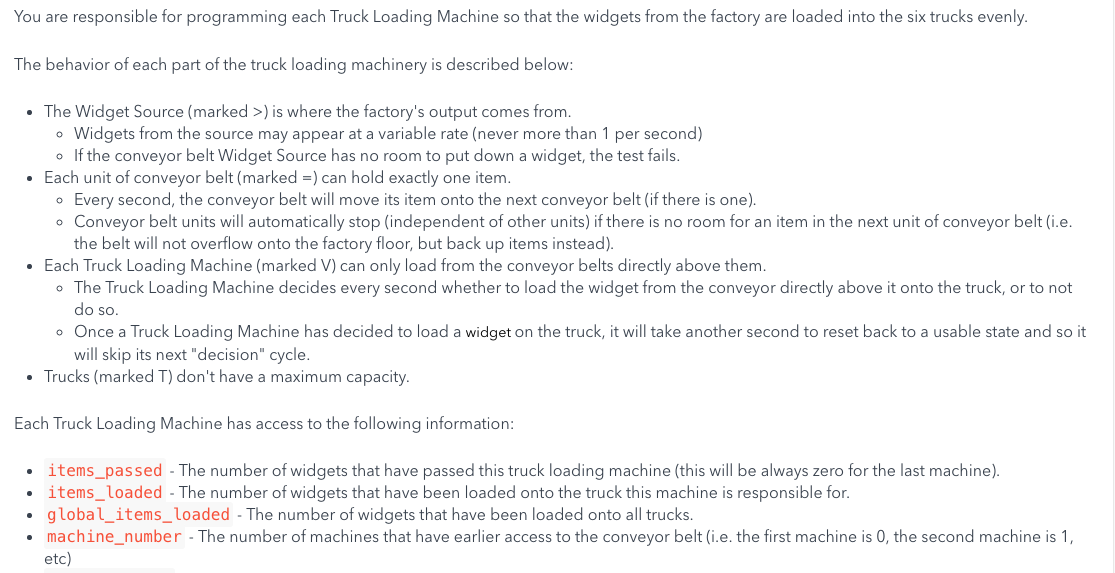 You are responsible for programming each Truck Loading Machine so that the widgets from the factory are loaded into the six trucks evenly.
The behavior of each part of the truck loading machinery is described below:
• The Widget Source (marked >) is where the factory's output comes from.
◦ Widgets from the source may appear at a variable rate (never more than 1 per second)
◦ If the conveyor belt Widget Source has no room to put down a widget, the test fails.
• Each unit of conveyor belt (marked =) can hold exactly one item.
◦ Every second, the conveyor belt will move its item onto the next conveyor belt (if there is one).
◦ Conveyor belt units will automatically stop (independent of other units) if there is no room for an item in the next unit of conveyor belt (i.e.
the belt will not overflow onto the factory floor, but back up items instead).
• Each Truck Loading Machine (marked V) can only load from the conveyor belts directly above them.
◦ The Truck Loading Machine decides every second whether to load the widget from the conveyor directly above it onto the truck, or to not
do so.
◦ Once a Truck Loading Machine has decided to load a widget on the truck, it will take another second to reset back to a usable state and so it
will skip its next "decision" cycle.
• Trucks (marked T) don't have a maximum capacity.
Each Truck Loading Machine has access to the following information:
• items_passed - The number of widgets that have passed this truck loading machine (this will be always zero for the last machine).
• items_loaded - The number of widgets that have been loaded onto the truck this machine is responsible for.
• global_items_loaded - The number of widgets that have been loaded onto all trucks.
• machine_number - The number of machines that have earlier access to the conveyor belt (i.e. the first machine is 0, the second machine is 1,
etc)